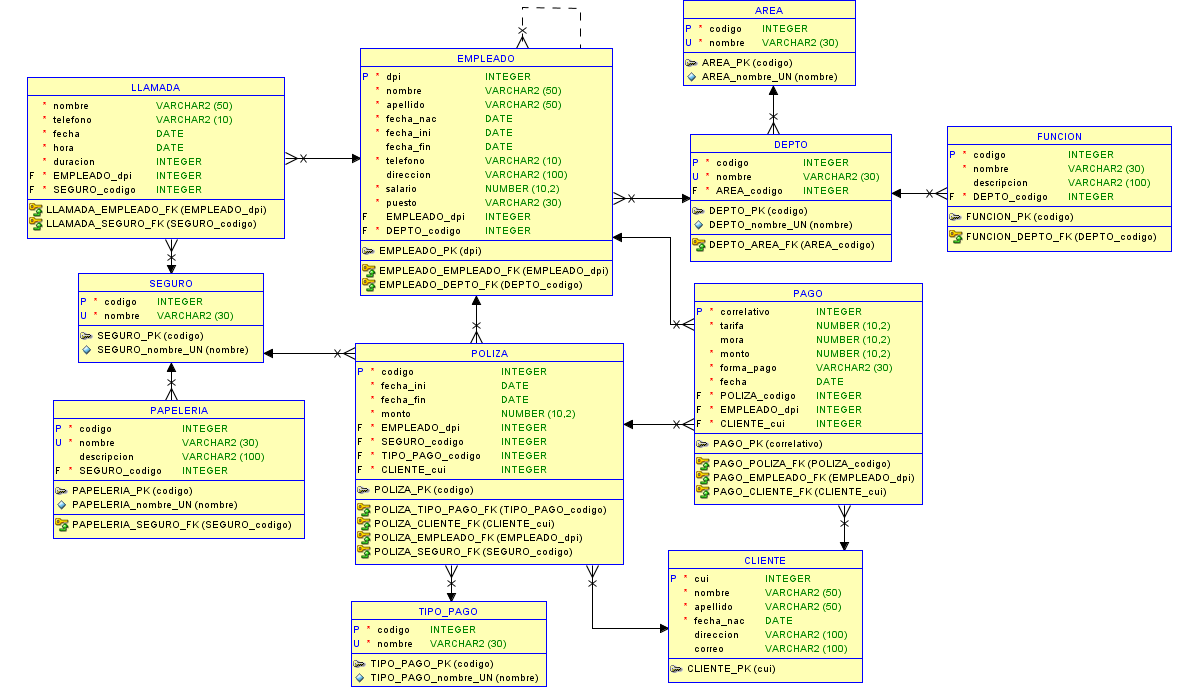 AREA
P * codigo INTEGER
U * nombre VARCHAR2 (30)
AREA_PK (codigo)
AREA_nombre_UN (nombre)
EMPLEADO
P * dpi INTEGER
* nombre VARCHAR2 (50)
* apellido VARCHAR2 (50)
* fecha_nac DATE
* fecha_ini DATE
fecha_fin DATE
* telefono VARCHAR2 (10)
direccion VARCHAR2 (100)
* salario NUMBER (10,2)
* puesto VARCHAR2 (30)
F EMPLEADO_dpi INTEGER
F * DEPTO_codigo INTEGER
EMPLEADO_PK (dpi)
EMPLEADO_EMPLEADO_FK (EMPLEADO_dpi)
EMPLEADO_DEPTO_FK (DEPTO_codigo)
LLAMADA
* nombre VARCHAR2 (50)
* telefono VARCHAR2 (10)
* fecha DATE
* hora DATE
* duracion INTEGER
F * EMPLEADO_dpi INTEGER
F * SEGURO_codigo INTEGER
LLAMADA_EMPLEADO_FK (EMPLEADO_dpi)
LLAMADA_SEGURO_FK (SEGURO_codigo)
DEPTO
P * codigo INTEGER
U * nombre VARCHAR2 (30)
F * AREA_codigo INTEGER
DEPTO_PK (codigo)
DEPTO_nombre_UN (nombre)
DEPTO_AREA_FK (AREA_codigo)
FUNCION
P * codigo INTEGER
* nombre VARCHAR2 (30)
descripcion VARCHAR2 (100)
F * DEPTO_codigo INTEGER
FUNCION_PK (codigo)
FUNCION_DEPTO_FK (DEPTO_codigo)
SEGURO
P * codigo INTEGER
U * nombre VARCHAR2 (30)
SEGURO_PK (codigo)
SEGURO_nombre_UN (nombre)
PAGO
P * correlativo INTEGER
* tarifa NUMBER (10,2)
mora NUMBER (10,2)
* monto NUMBER (10,2)
* forma_pago VARCHAR2 (30)
* fecha DATE
F * POLIZA_codigo INTEGER
F * EMPLEADO_dpi INTEGER
F * CLIENTE_cui INTEGER
PAGO_PK (correlativo)
PAGO_POLIZA_FK (POLIZA_codigo)
PAGO_EMPLEADO_FK (EMPLEADO_dpi)
PAGO_CLIENTE_FK (CLIENTE_cui)
POLIZA
P * codigo INTEGER
* fecha_ini DATE
* fecha_fin DATE
* monto NUMBER (10,2)
F * EMPLEADO_dpi INTEGER
F * SEGURO_codigo INTEGER
F * TIPO_PAGO_codigo INTEGER
F * CLIENTE_cui INTEGER
POLIZA_PK (codigo)
POLIZA_TIPO_PAGO_FK (TIPO_PAGO_codigo)
POLIZA_CLIENTE_FK (CLIENTE_cui)
POLIZA_EMPLEADO_FK (EMPLEADO_dpi)
POLIZA_SEGURO_FK (SEGURO_codigo)
PAPELERIA
P * codigo INTEGER
U * nombre VARCHAR2 (30)
descripcion VARCHAR2 (100)
F * SEGURO_codigo INTEGER
PAPELERIA_PK (codigo)
PAPELERIA_nombre_UN (nombre)
PAPELERIA_SEGURO_FK (SEGURO_codigo)
CLIENTE
P * cui INTEGER
* nombre VARCHAR2 (50)
* apellido VARCHAR2 (50)
* fecha_nac DATE
direccion VARCHAR2 (100)
correo VARCHAR2 (100)
CLIENTE_PK (cui)
TIPO_PAGO
P * codigo INTEGER
U * nombre VARCHAR2 (30)
TIPO_PAGO_PK (codigo)
TIPO_PAGO_nombre_UN (nombre)